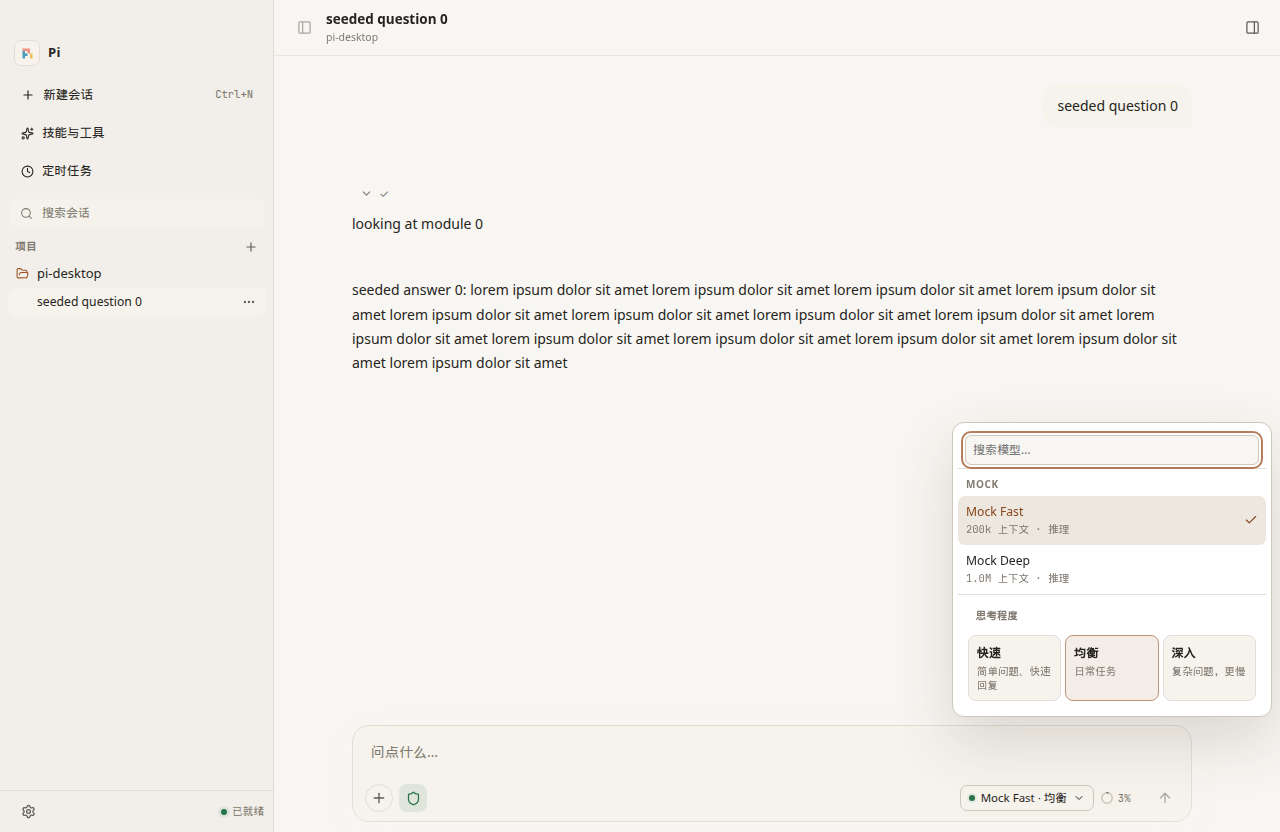 Pi
新建会话 Ctrl+N
技能与工具
定时任务
搜索会话
项目
pi-desktop
seeded question 0
已就绪
seeded question 0
pi-desktop
seeded question 0
looking at module 0
seeded answer 0: lorem ipsum dolor sit amet lorem ipsum dolor sit amet lorem ipsum dolor sit amet lorem ipsum dolor sit
amet lorem ipsum dolor sit amet lorem ipsum dolor sit amet lorem ipsum dolor sit amet lorem ipsum dolor sit amet lorem
ipsum dolor sit amet lorem ipsum dolor sit amet lorem ipsum dolor sit amet lorem ipsum dolor sit amet lorem ipsum dolor sit
amet lorem ipsum dolor sit amet
搜索模型...
MOCK
Mock Fast
200k 上下文 · 推理
Mock Deep
1.0M 上下文 · 推理
思考程度
快速
简单问题、快速
回复
均衡
日常任务
深入
复杂问题，更慢
问点什么...
Mock Fast · 均衡 3%